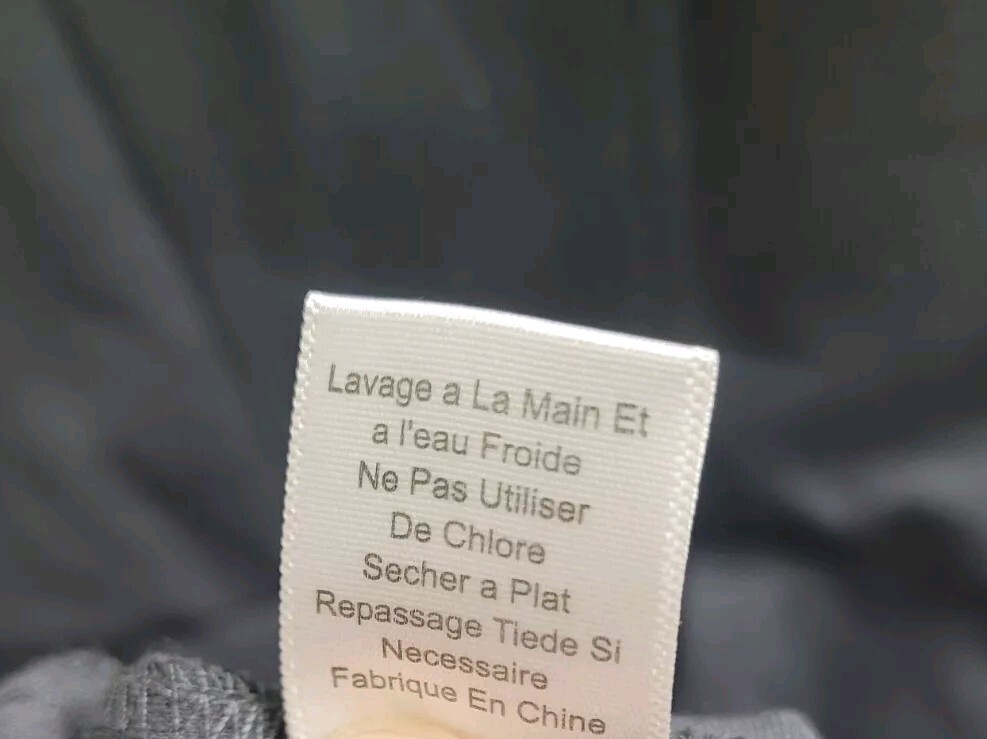 Lavage a La Main Et
a l'eau Froide
Ne Pas Utiliser
De Chlore
Secher a Plat
Repassage Tiede Si
Necessaire
Fabrique En Chine